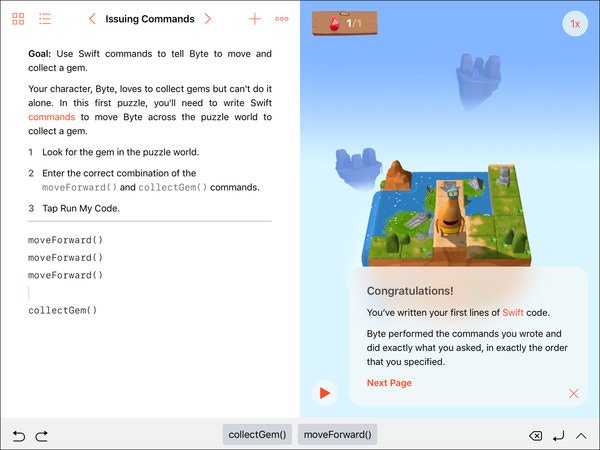 Issuing Commands
Goal: Use Swift commands to tell Byte to move and
collect a gem.
Your character, Byte, loves to collect gems but can't do it
alone. In this first puzzle, you'll need to write Swift
commands to move Byte across the puzzle world to
collect a gem.
1 Look for the gem in the puzzle world.
2 Enter the correct combination of the
moveForward() and collectGem() commands.
3 Tap Run My Code.
moveForward()
moveForward()
moveForward()
collectGem()
1/1
1x
Congratulations!
You've written your first lines of Swift code.
Byte performed the commands you wrote and
did exactly what you asked, in exactly the order
that you specified.
Next Page
collectGem() moveForward()